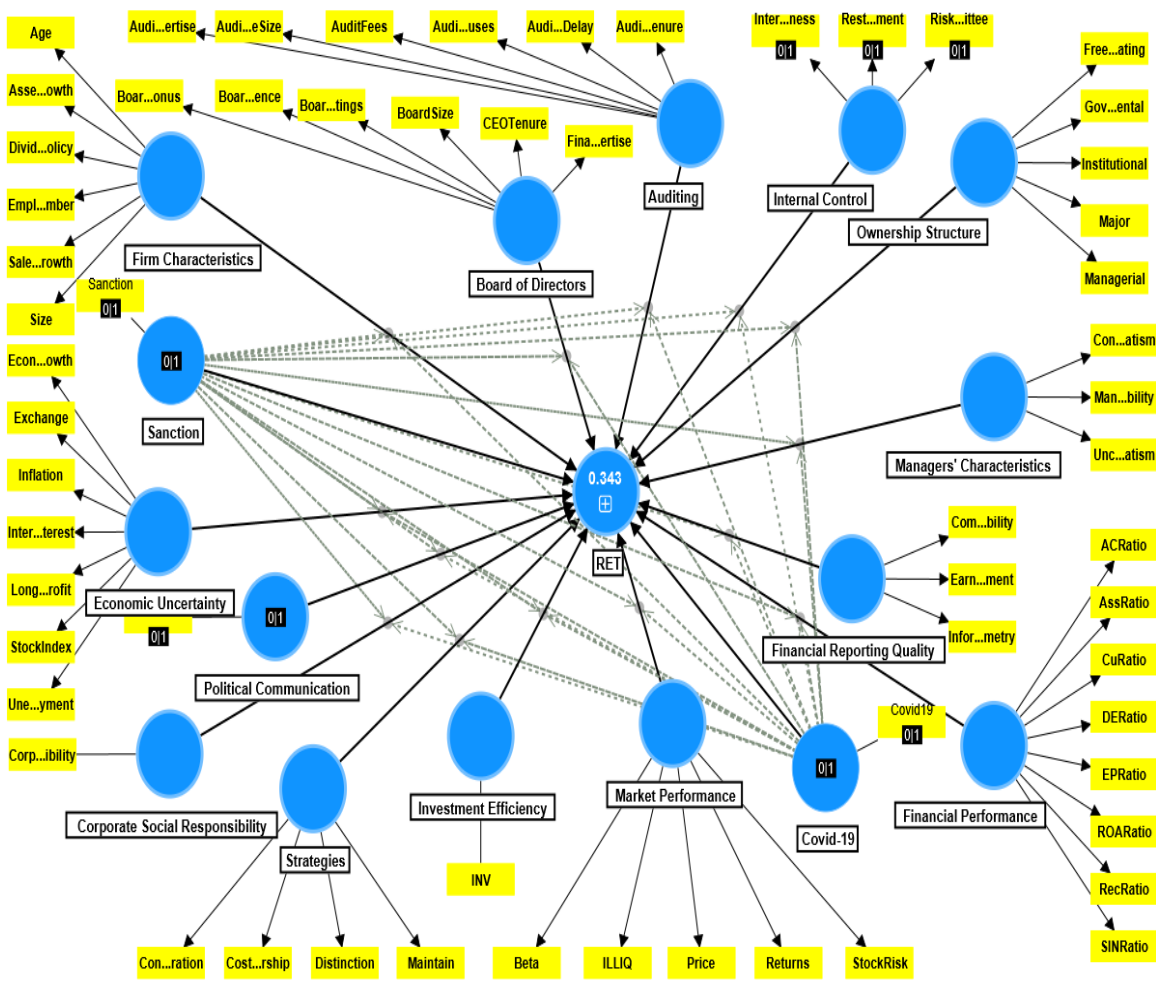 Age
Audi...ertise
Audi...eSize
AuditFees
Audi...uses
Audi...Delay
Audi...enure
Inter...ness
0|1
Rest...ment
0|1
Risk...ittee
0|1
Free...ating
Asse...owth
Boar...onus
Boar...ence
Boar...tings
BoardSize
CEOTenure
Fina...ertise
Gov...ental
Divid...olicy
Institutional
Empl...mber
Auditing
Internal Control
Major
Ownership Structure
Sale...rowth
Firm Characteristics
Board of Directors
Managerial
Sanction
0|1
Size
Econ...owth
0|1
Sanction
Con...atism
Man...bility
Unc...atism
Managers' Characteristics
Exchange
Inflation
0.343
RET
Inter...terest
Long...rofit
Economic Uncertainty
0|1
StockIndex
0|1
Political Communication
Une...yment
Com...bility
Earn...ment
Infor...metry
Financial Reporting Quality
ACRatio
AssRatio
CuRatio
DERatio
EPRatio
ROARatio
RecRatio
SINRatio
Financial Performance
Covid19
0|1
0|1
Covid-19
Corp...ibility
Corporate Social Responsibility
Investment Efficiency
Market Performance
Strategies
INV
Con...ration
Cost...rship
Distinction
Maintain
Beta
ILLIQ
Price
Returns
StockRisk